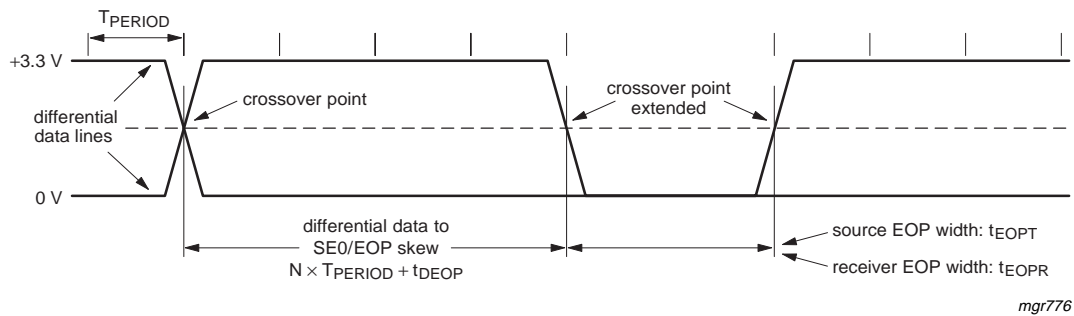 TPERIOD
+3.3 V
crossover point
crossover point
extended
differential
data lines
0 V
differential data to
SE0/EOP skew
N × TPERIOD + tDEOP
source EOP width: tEOPT
receiver EOP width: tEOPR
mgr776